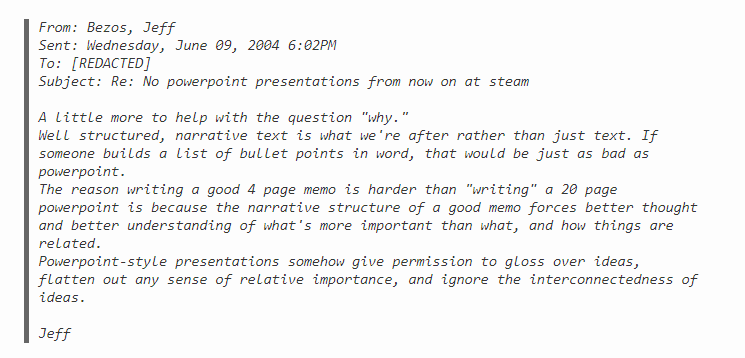 From: Bezos, Jeff
Sent: Wednesday, June 09, 2004 6:02PM
To: [REDACTED]
Subject: Re: No powerpoint presentations from now on at steam
A little more to help with the question "why."
Well structured, narrative text is what we're after rather than just text. If
someone builds a list of bullet points in word, that would be just as bad as
powerpoint.
The reason writing a good 4 page memo is harder than "writing" a 20 page
powerpoint is because the narrative structure of a good memo forces better thought
and better understanding of what's more important than what, and how things are
related.
Powerpoint-style presentations somehow give permission to gloss over ideas,
flatten out any sense of relative importance, and ignore the interconnectedness of
ideas.
Jeff